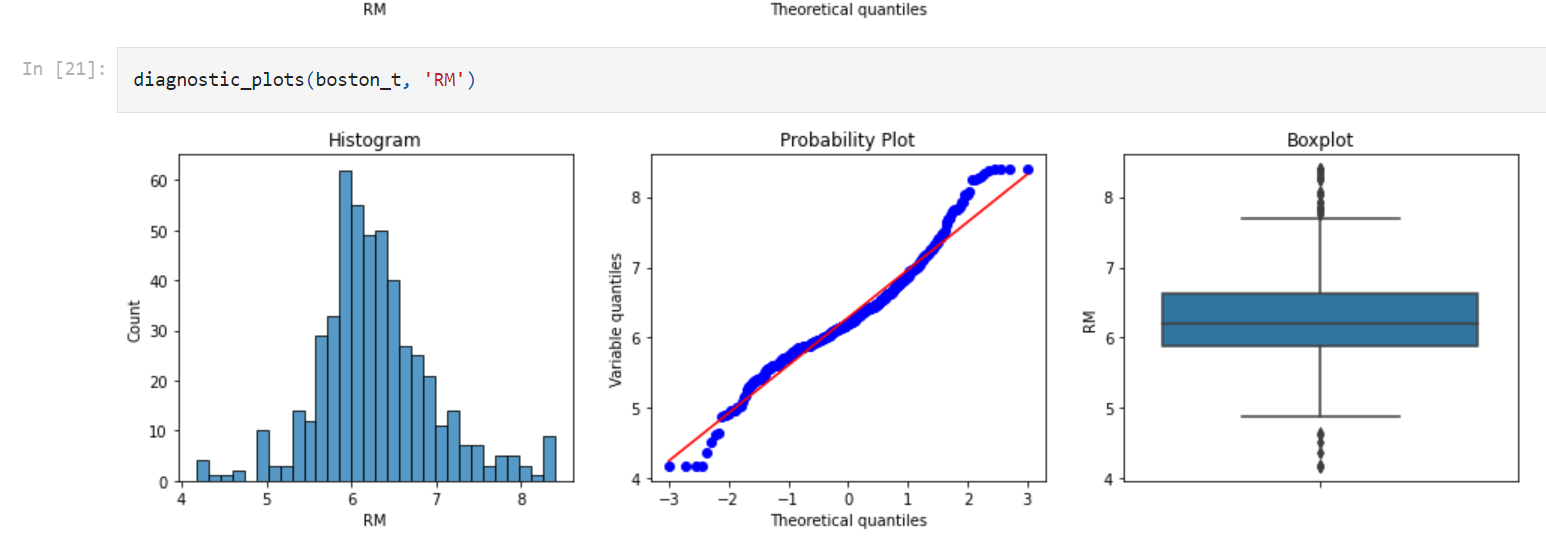 RM
Theoretical quantiles
In [21]:
diagnostic_plots(boston_t, 'RM')
Histogram
60
50
40
30
20
10
0
Count
4
5
6
7
8
RM
Probability Plot
8
7
6
5
4
Variable quantiles
−3
−2
−1
0
1
2
3
Theoretical quantiles
Boxplot
8
7
6
5
4
RM